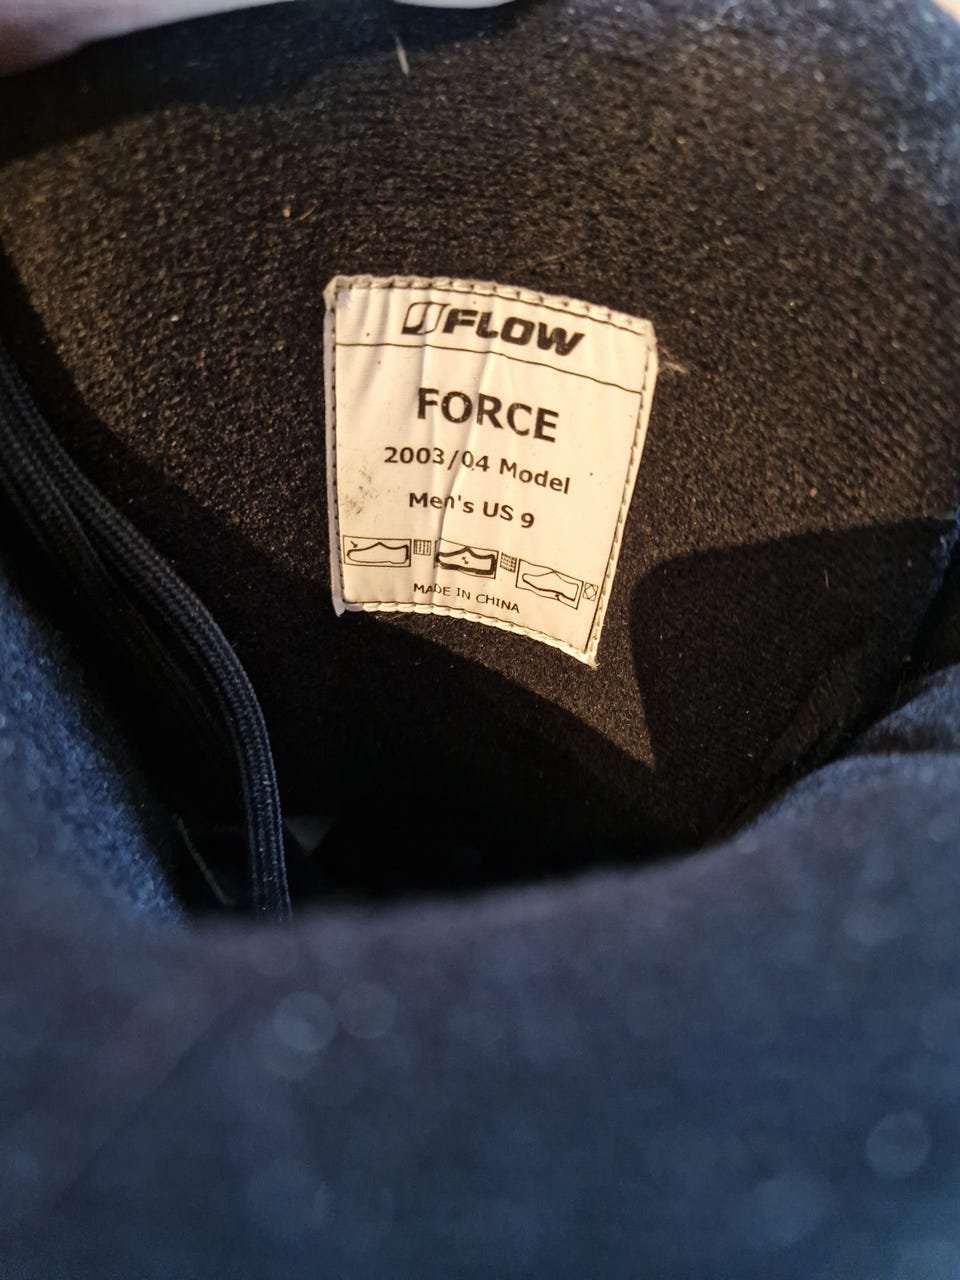 FLOW
FORCE
2003/04 Model
Men's US 9
MADE IN CHINA